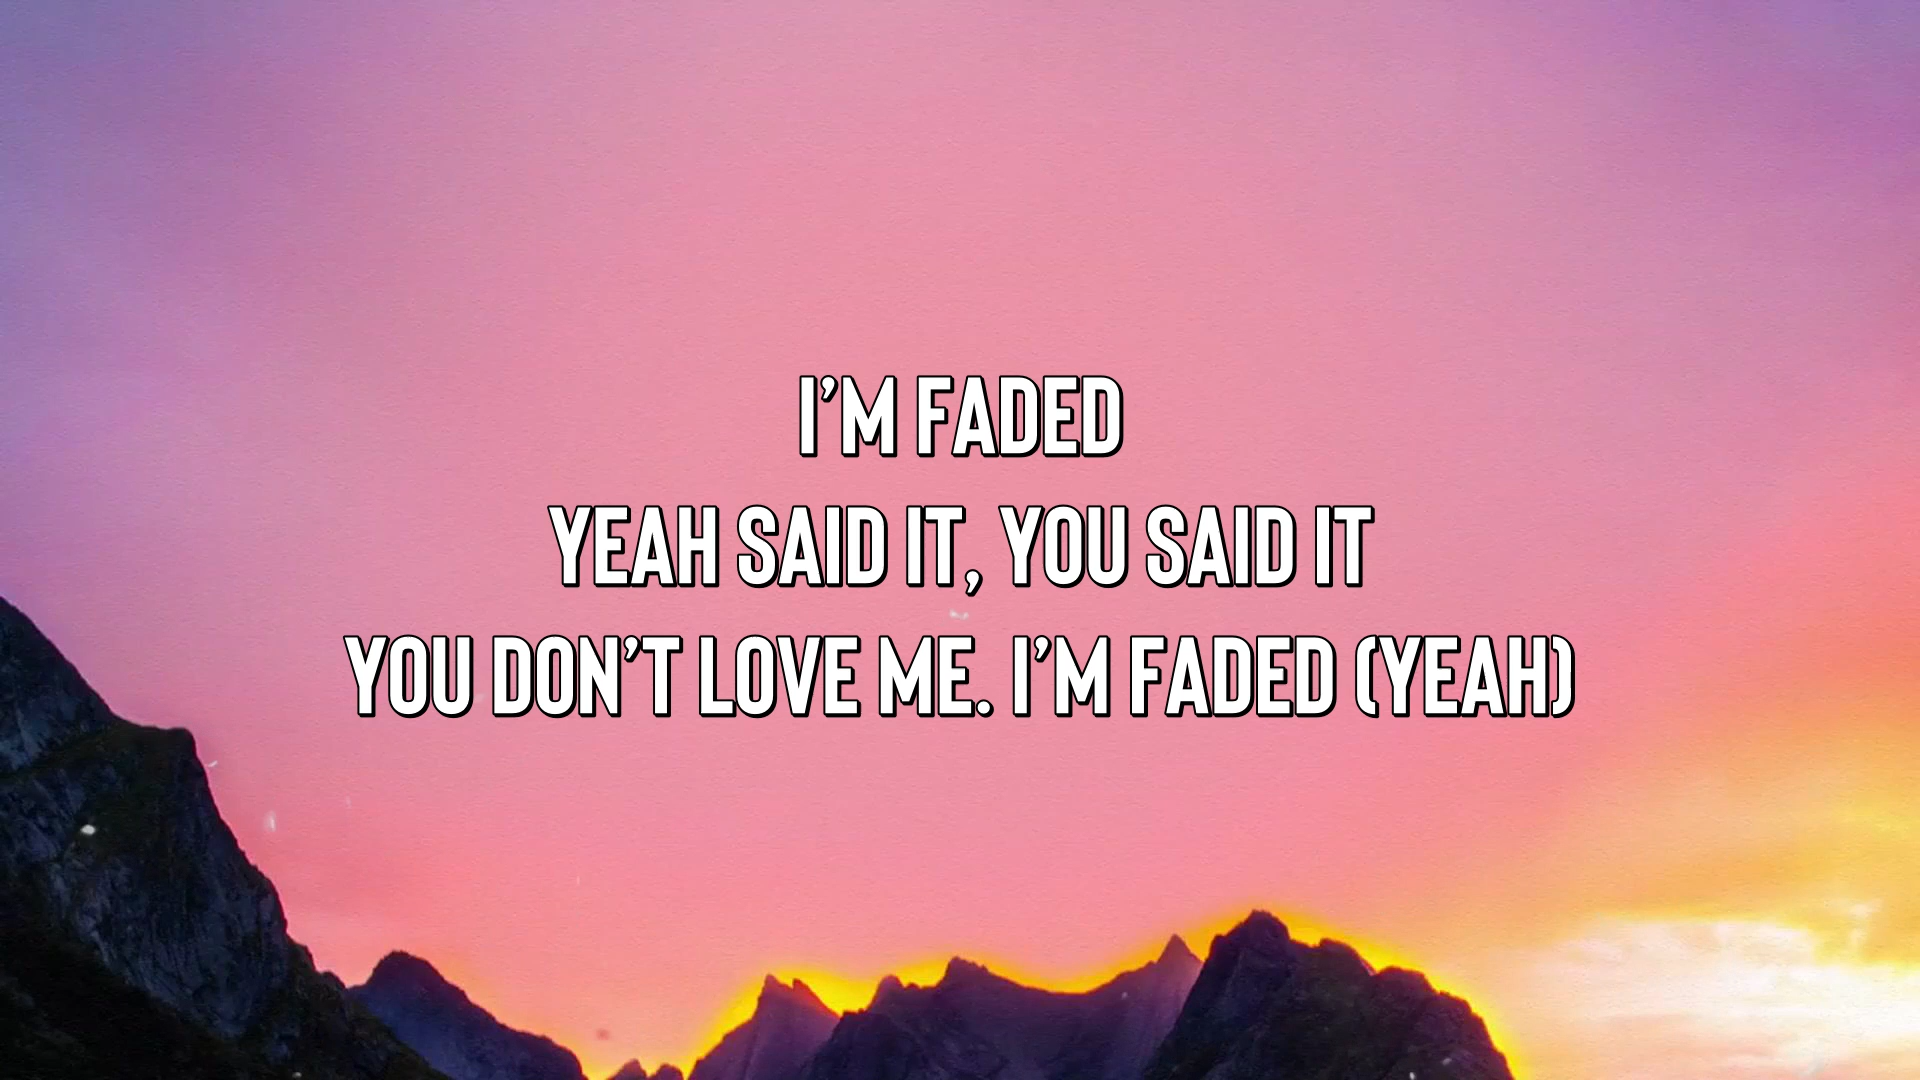 I'M FADED
YEAH SAID IT, YOU SAID IT
YOU DON'T LOVE ME. I'M FADED (YEAH)